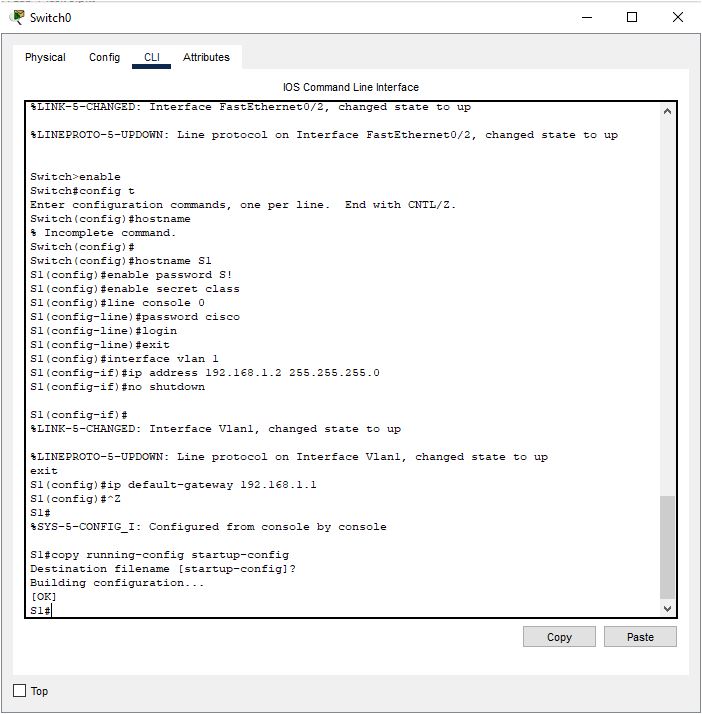 Switch0
Physical Config CLI Attributes
IOS Command Line Interface
%LINK-5-CHANGED: Interface FastEthernet0/2, changed state to up
%LINEPROTO-5-UPDOWN: Line protocol on Interface FastEthernet0/2, changed state to up
Switch>enable
Switch#config t
Enter configuration commands, one per line.  End with CNTL/Z.
Switch(config)#hostname
% Incomplete command.
Switch(config)#
Switch(config)#hostname S1
S1(config)#enable password S!
S1(config)#enable secret class
S1(config)#line console 0
S1(config-line)#password cisco
S1(config-line)#login
S1(config-line)#exit
S1(config)#interface vlan 1
S1(config-if)#ip address 192.168.1.2 255.255.255.0
S1(config-if)#no shutdown
S1(config-if)#
%LINK-5-CHANGED: Interface Vlan1, changed state to up
%LINEPROTO-5-UPDOWN: Line protocol on Interface Vlan1, changed state to up
exit
S1(config)#ip default-gateway 192.168.1.1
S1(config)#^Z
S1#
%SYS-5-CONFIG_I: Configured from console by console
S1#copy running-config startup-config
Destination filename [startup-config]?
Building configuration...
[OK]
S1#
Copy Paste
Top